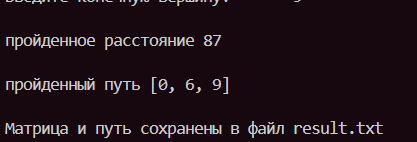 пройденное расстояние 87
пройденный путь [0, 6, 9]
Матрица и путь сохранены в файл result.txt